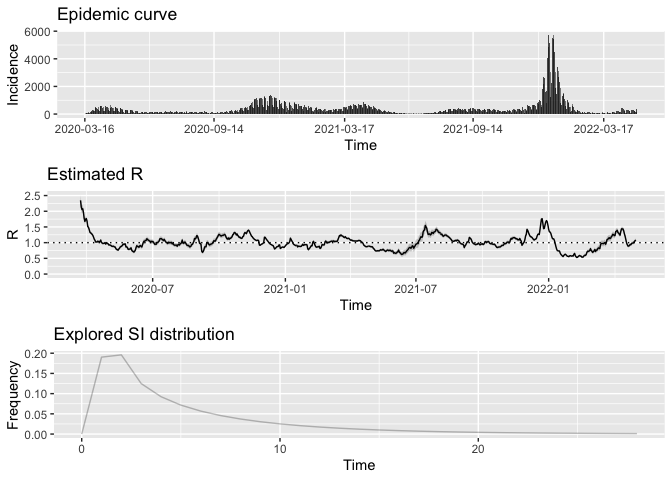 Epidemic curve
6000
4000
2000
0
Incidence
2020-03-16 2020-09-14 2021-03-17 2021-09-14 2022-03-17
Time
Estimated R
2.5
2.0
1.5
1.0
0.5
0.0
R
2020-07 2021-01 2021-07 2022-01
Time
Explored SI distribution
0.20
0.15
0.10
0.05
0.00
Frequency
0 10 20
Time